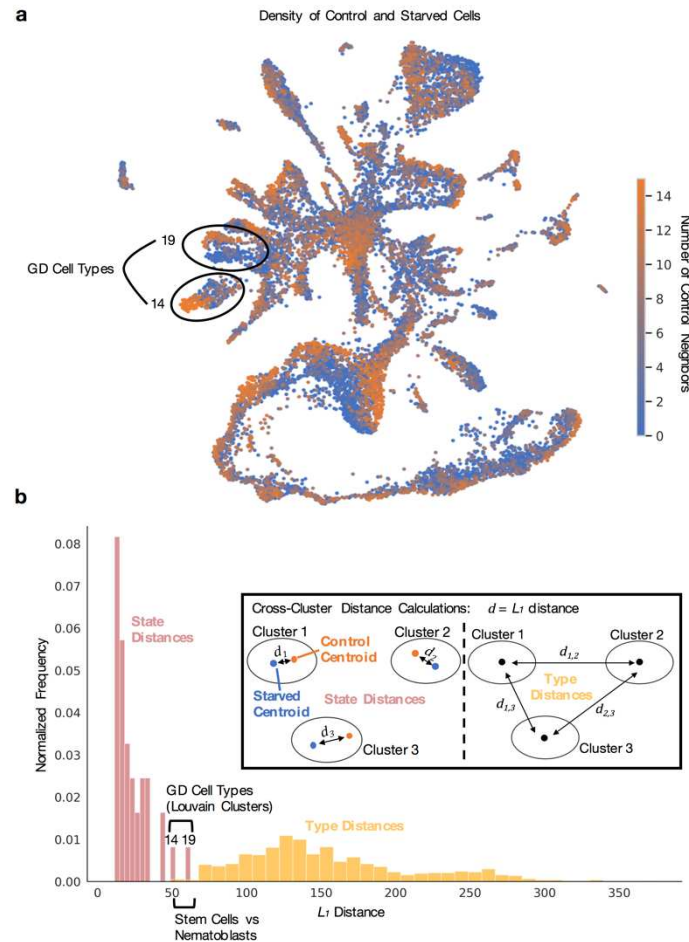 a
Density of Control and Starved Cells
19
GD Cell Types
14
14
12
10
8
6
4
2
0
Number of Control Neighbors
b
0.08
0.07
0.06
0.05
0.04
0.03
0.02
0.01
0.00
Normalized Frequency
State
Distances
Cross-Cluster Distance Calculations: d = L₁ distance
Cluster 1
d₁
Control
Centroid
Starved
Centroid
Cluster 2
d₂
State Distances
d₃
Cluster 3
Cluster 1
Cluster 2
d₁,₂
Type
Distances
d₁,₃
d₂,₃
Cluster 3
GD Cell Types
(Louvain Clusters)
14 19
Type Distances
0 50 100 150 200 250 300 350
Stem Cells vs
Nematoblasts
L₁ Distance